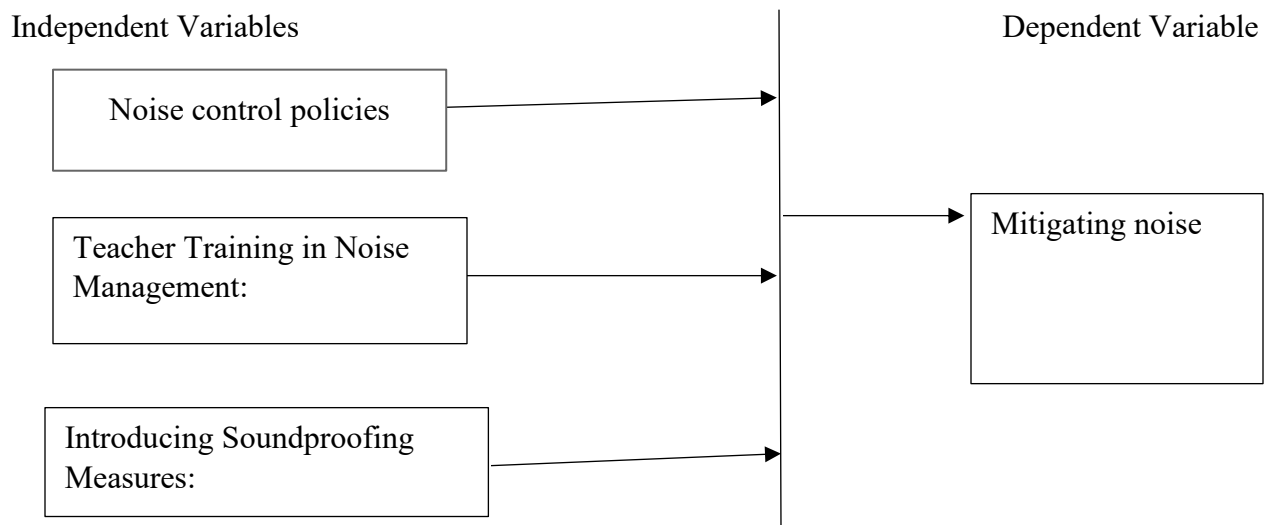 Independent Variables
Dependent Variable
Noise control policies
Teacher Training in Noise
Management:
Introducing Soundproofing
Measures:
Mitigating noise